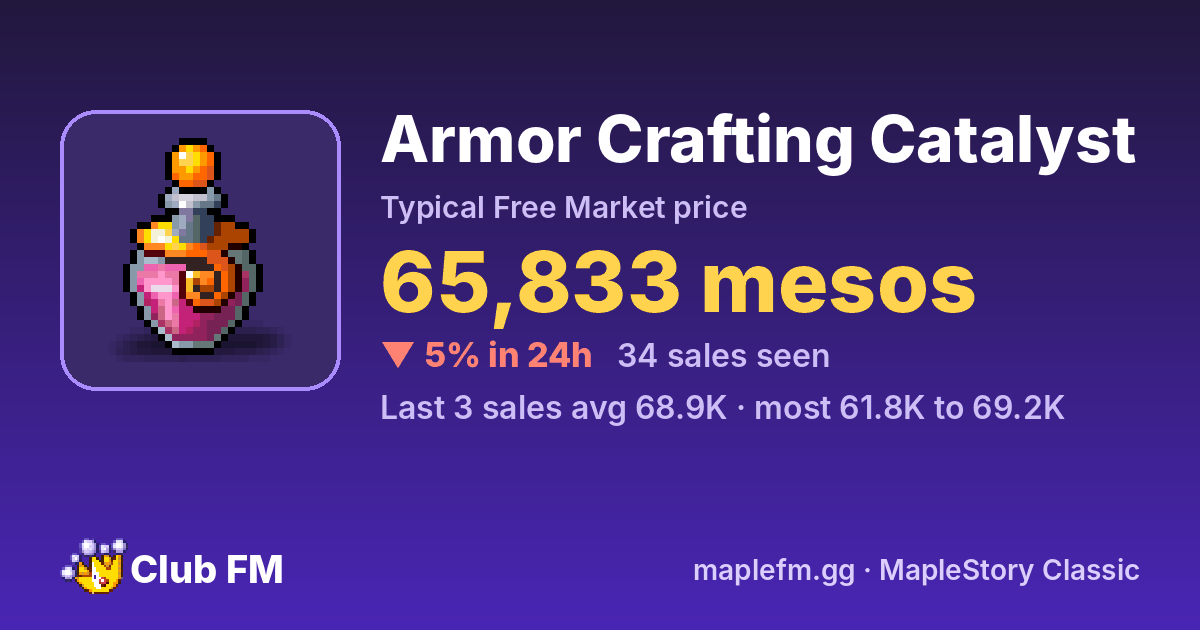 Armor Crafting Catalyst
Typical Free Market price
65,833 mesos
▼ 5% in 24h 34 sales seen
Last 3 sales avg 68.9K · most 61.8K to 69.2K
Club FM
maplefm.gg · MapleStory Classic